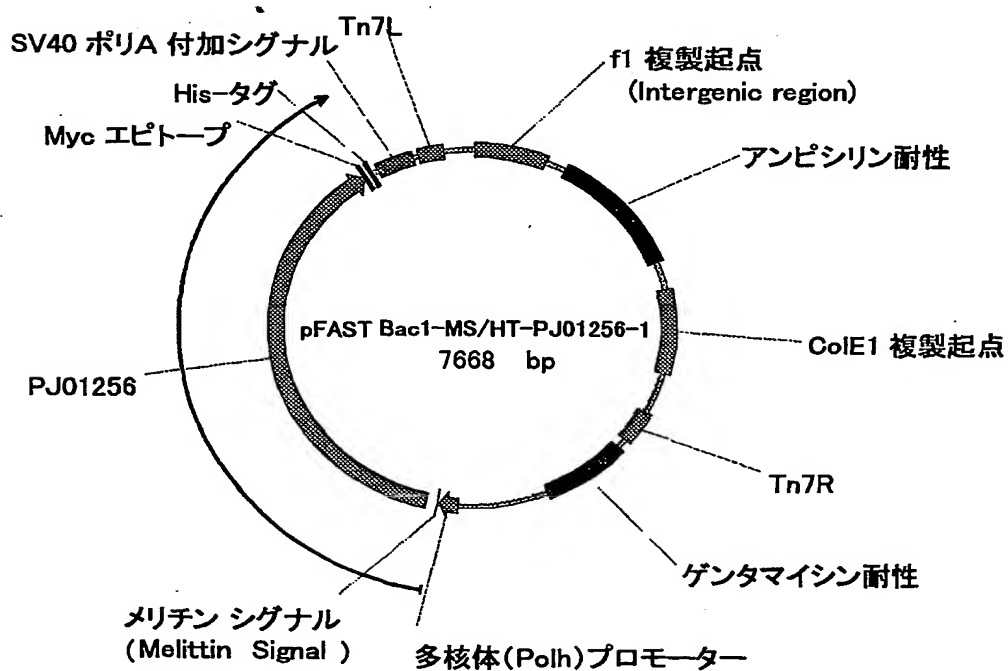 SV40 ポリA 付加シグナル
Tn7L
f1 複製起点
(Intergenic region)
His-タグ
Myc エピトープ
アンピシリン耐性
pFAST Bac1-MS/HT-PJ01256-1
7668 bp
ColE1 複製起点
PJ01256
Tn7R
ゲンタマイシン耐性
メリチン シグナル
(Melittin Signal )
多核体(Polh)プロモーター